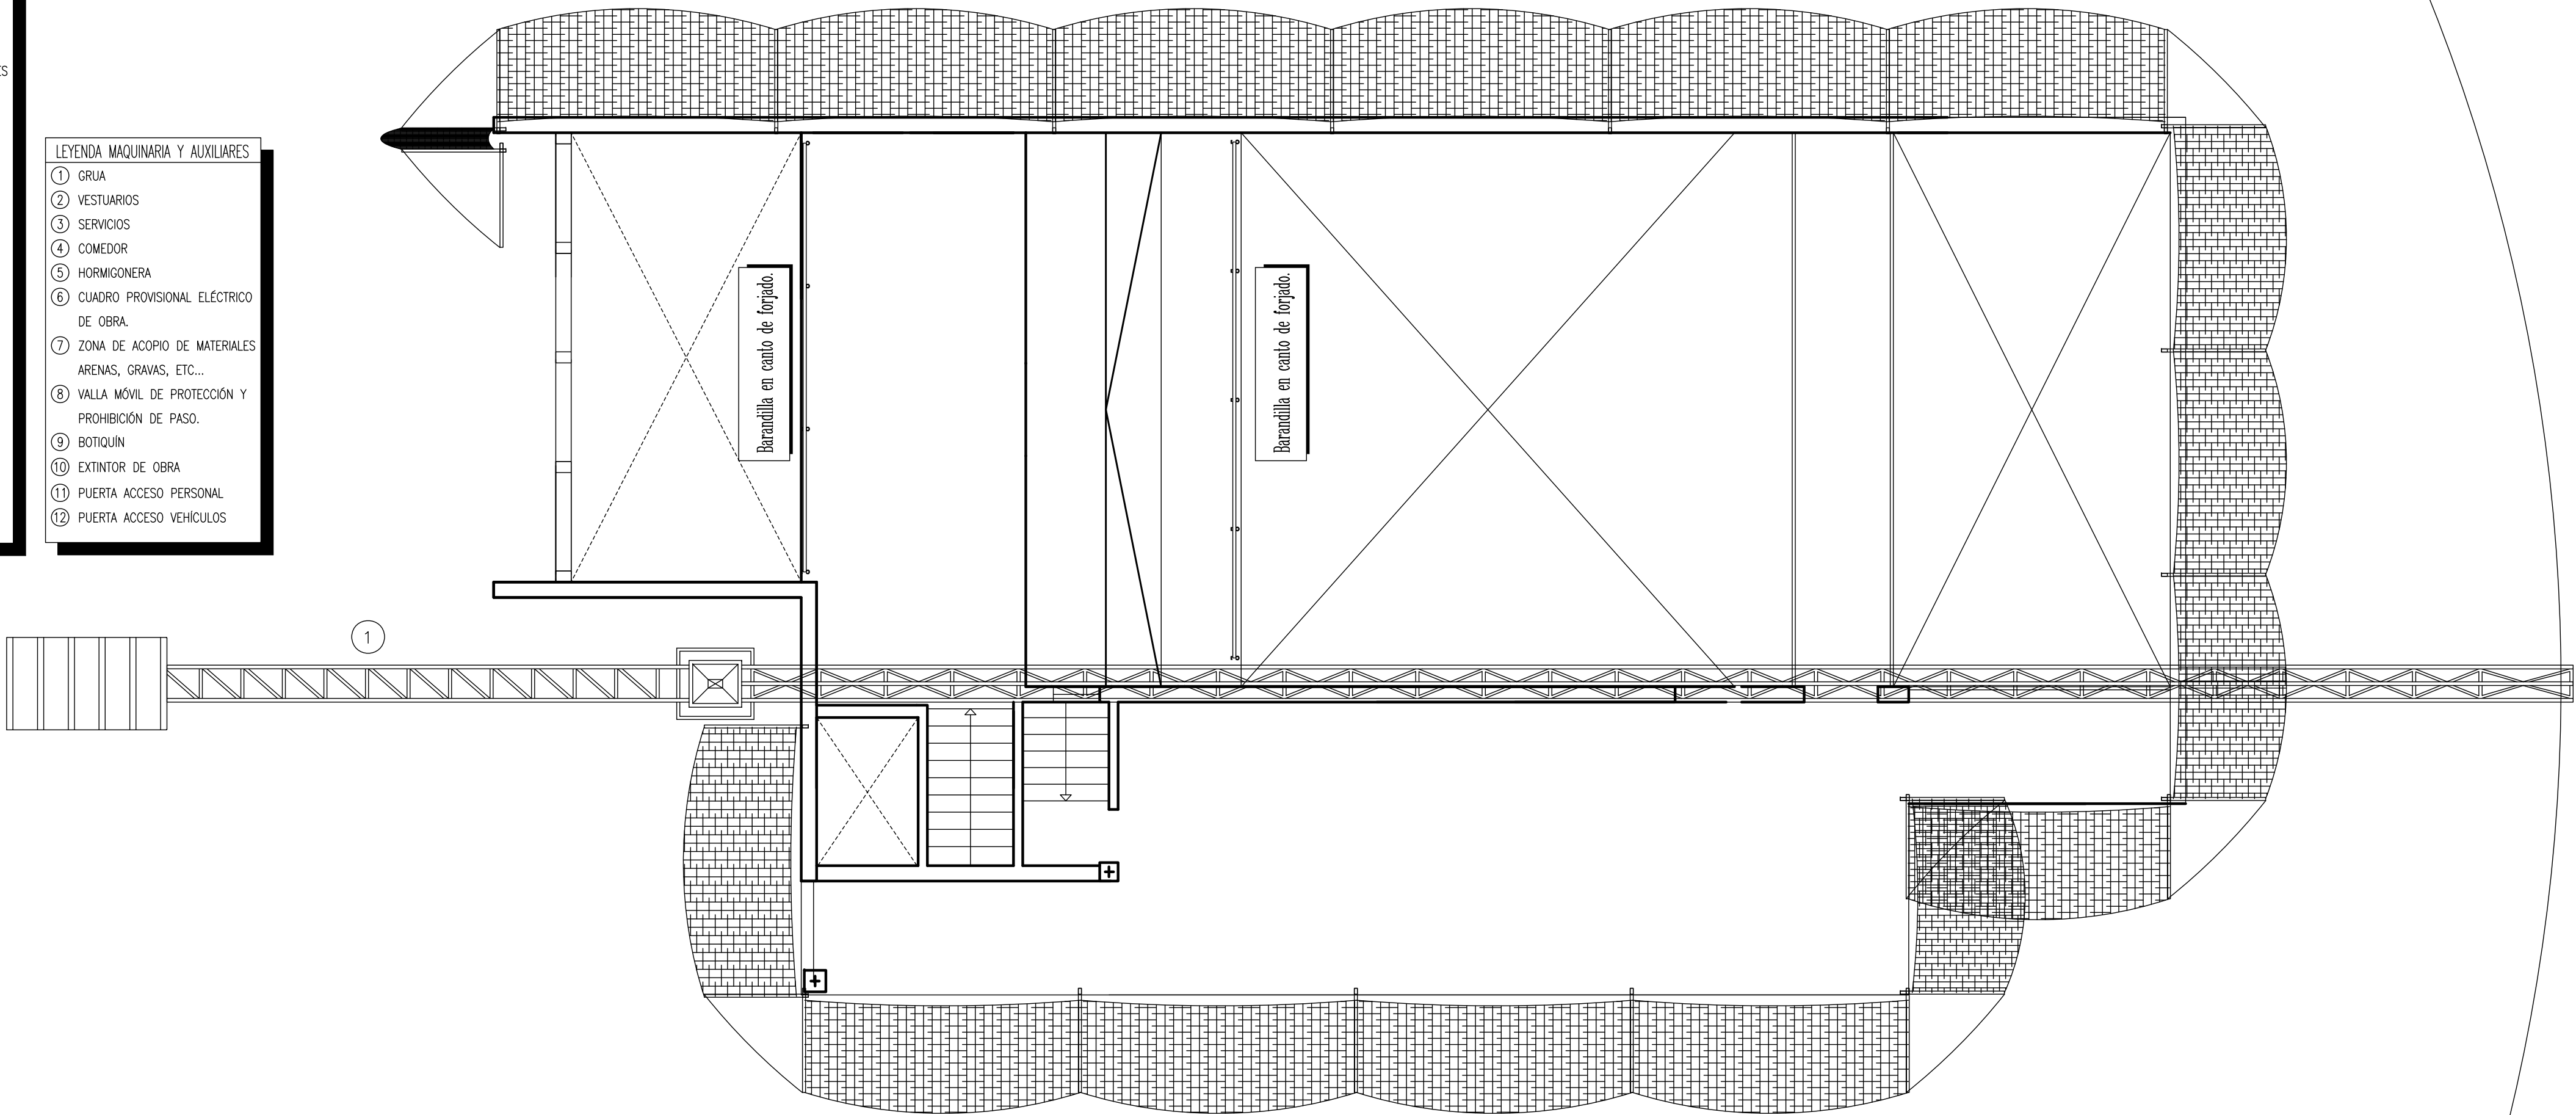 ES
LEYENDA MAQUINARIA Y AUXILIARES
1 GRUA
2 VESTUARIOS
3 SERVICIOS
4 COMEDOR
5 HORMIGONERA
6 CUADRO PROVISIONAL ELÉCTRICO
DE OBRA.
7 ZONA DE ACOPIO DE MATERIALES
ARENAS, GRAVAS, ETC...
8 VALLA MÓVIL DE PROTECCIÓN Y
PROHIBICIÓN DE PASO.
9 BOTIQUÍN
10 EXTINTOR DE OBRA
11 PUERTA ACCESO PERSONAL
12 PUERTA ACCESO VEHÍCULOS
Barandilla en canto de forjado.
Barandilla en canto de forjado.
1